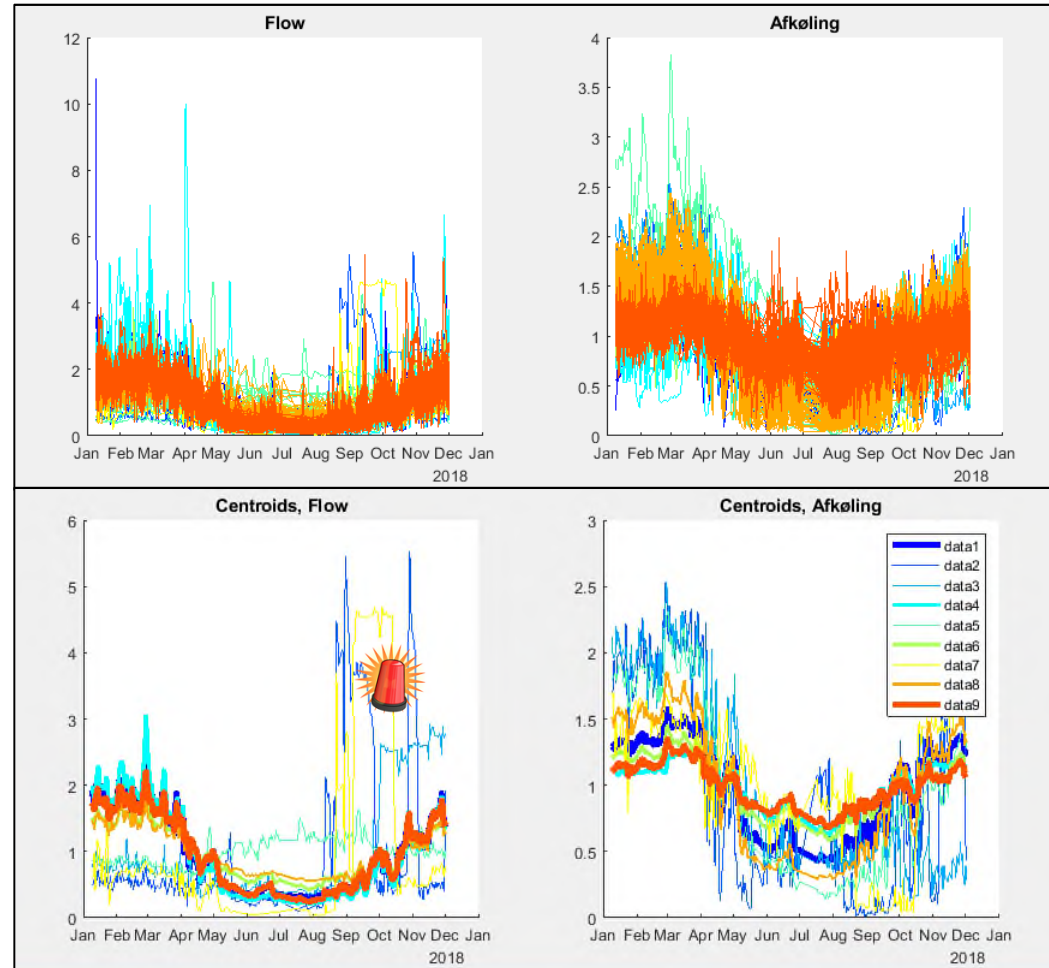 Flow
12
10
8
6
4
2
0
Jan Feb Mar Apr May Jun Jul Aug Sep Oct Nov Dec Jan
2018
Afkøling
4
3.5
3
2.5
2
1.5
1
0.5
0
Jan Feb Mar Apr May Jun Jul Aug Sep Oct Nov Dec Jan
2018
Centroids, Flow
6
5
4
3
2
1
0
Jan Feb Mar Apr May Jun Jul Aug Sep Oct Nov Dec Jan
2018
Centroids, Afkøling
3
2.5
2
1.5
1
0.5
0
data1
data2
data3
data4
data5
data6
data7
data8
data9
Jan Feb Mar Apr May Jun Jul Aug Sep Oct Nov Dec Jan
2018